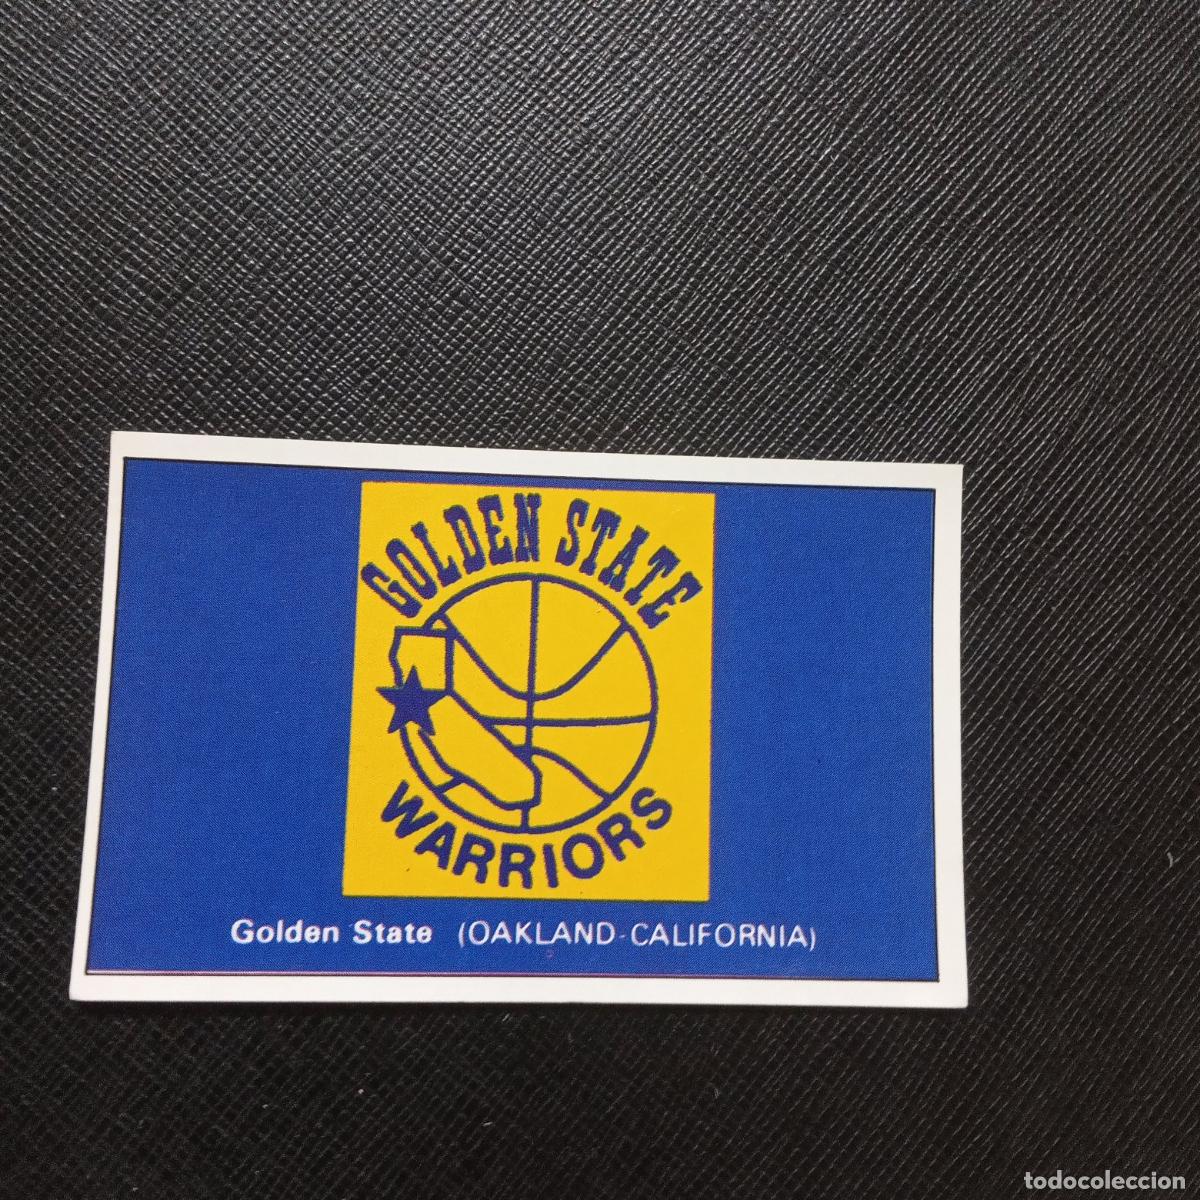 GOLDEN STATE
WARRIORS
Golden State (OAKLAND-CALIFORNIA)
todocoleccion